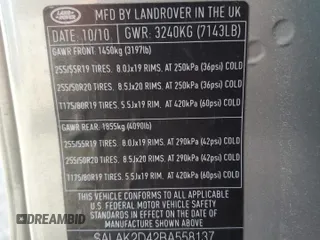 LAND ROVER
MFD BY LANDROVER IN THE UK
DATE: 10/10 GWR: 3240KG (7143LB)
GAWR FRONT: 1450kg (3197lb)
255/55R19 TIRES. 8.0Jx19 RIMS, AT 250kPa (36psi) COLD
255/50R20 TIRES. 8.5Jx20 RIMS, AT 250kPa (36psi) COLD
T175/80R19 TIRES. 5.5Jx19 RIMS, AT 420kPa (60psi) COLD
GAWR REAR: 1855kg (4090lb)
255/55R19 TIRES. 8.0Jx19 RIMS, AT 290kPa (42psi) COLD
255/50R20 TIRES. 8.5Jx20 RIMS, AT 290kPa (42psi) COLD
T175/80R19 TIRES. 5.5Jx19 RIMS, AT 420kPa (60psi) COLD
THIS VEHICLE CONFORMS TO ALL APPLICABLE
U.S. FEDERAL MOTOR VEHICLE SAFETY
STANDARDS IN EFFECT ON THE DATE OF
MANUFACTURE SHOWN ABOVE
SALAK2D42BA558137
DREAMBID